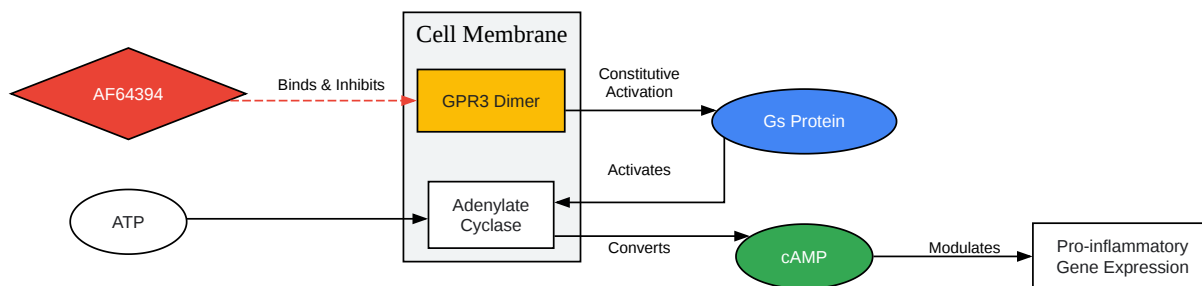 Cell Membrane
AF64394
Binds & Inhibits
GPR3 Dimer
Constitutive
Activation
Gs Protein
Activates
ATP
Adenylate
Cyclase
Converts
cAMP
Modulates
Pro-inflammatory
Gene Expression